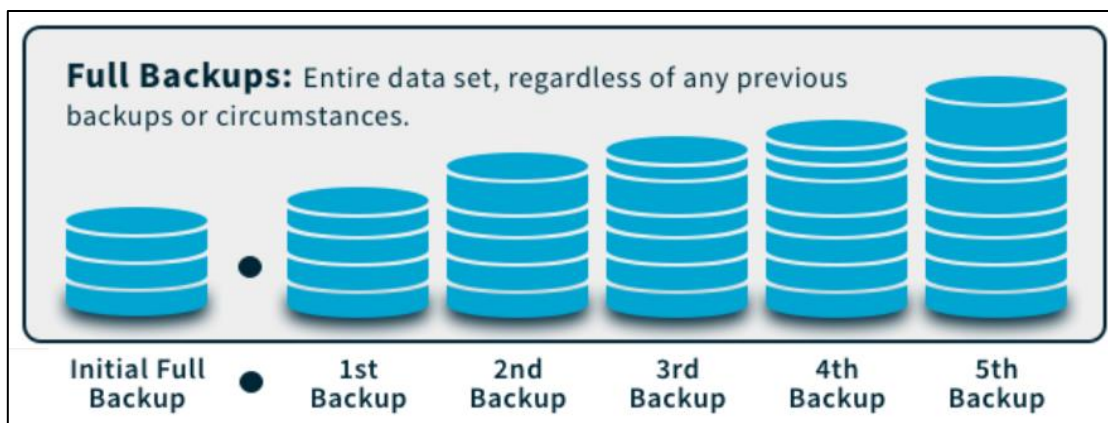 Full Backups: Entire data set, regardless of any previous
backups or circumstances.
Initial Full
Backup
1st
Backup
2nd
Backup
3rd
Backup
4th
Backup
5th
Backup